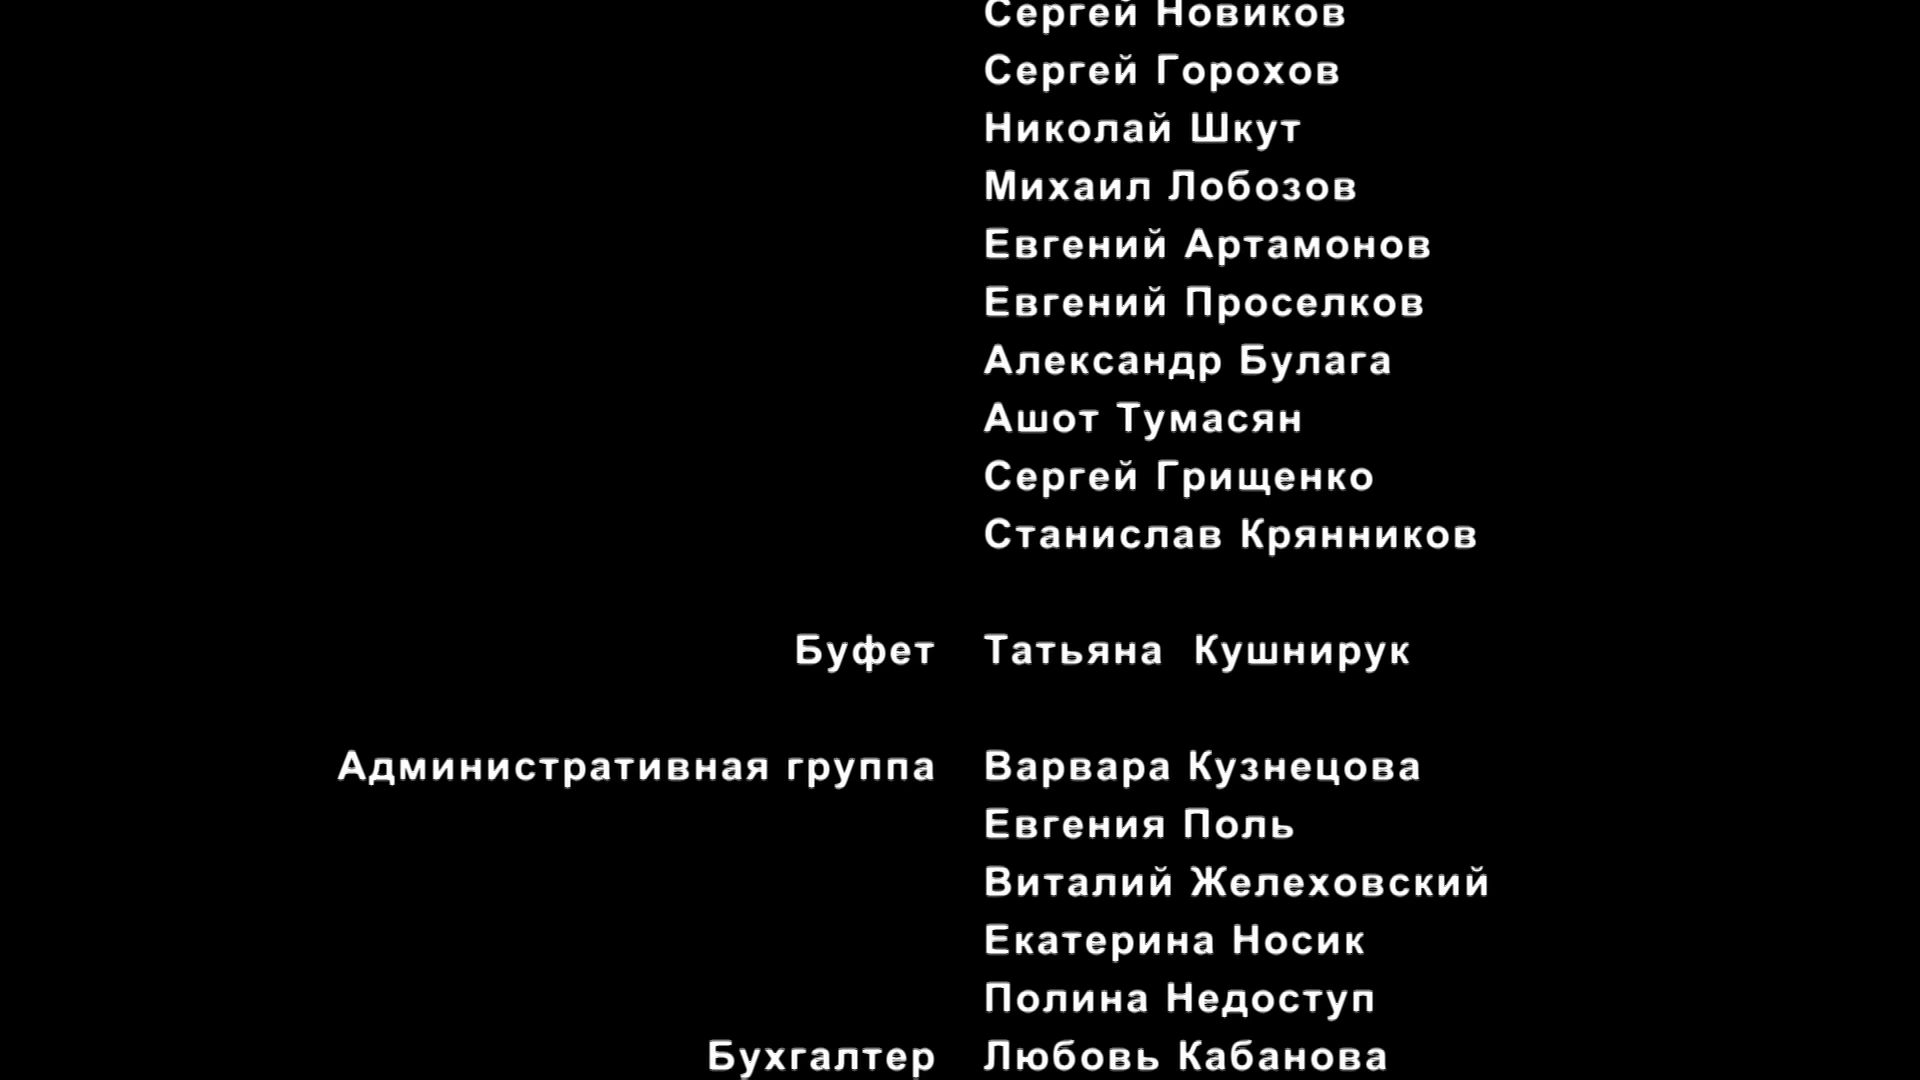 Сергей Новиков
Сергей Горохов
Николай Шкут
Михаил Лобозов
Евгений Артамонов
Евгений Проселков
Александр Булага
Ашот Тумасян
Сергей Грищенко
Станислав Крянников
Буфет Татьяна Кушнирук
Административная группа Варвара Кузнецова
Евгения Поль
Виталий Желеховский
Екатерина Носик
Полина Недоступ
Бухгалтер Любовь Кабанова